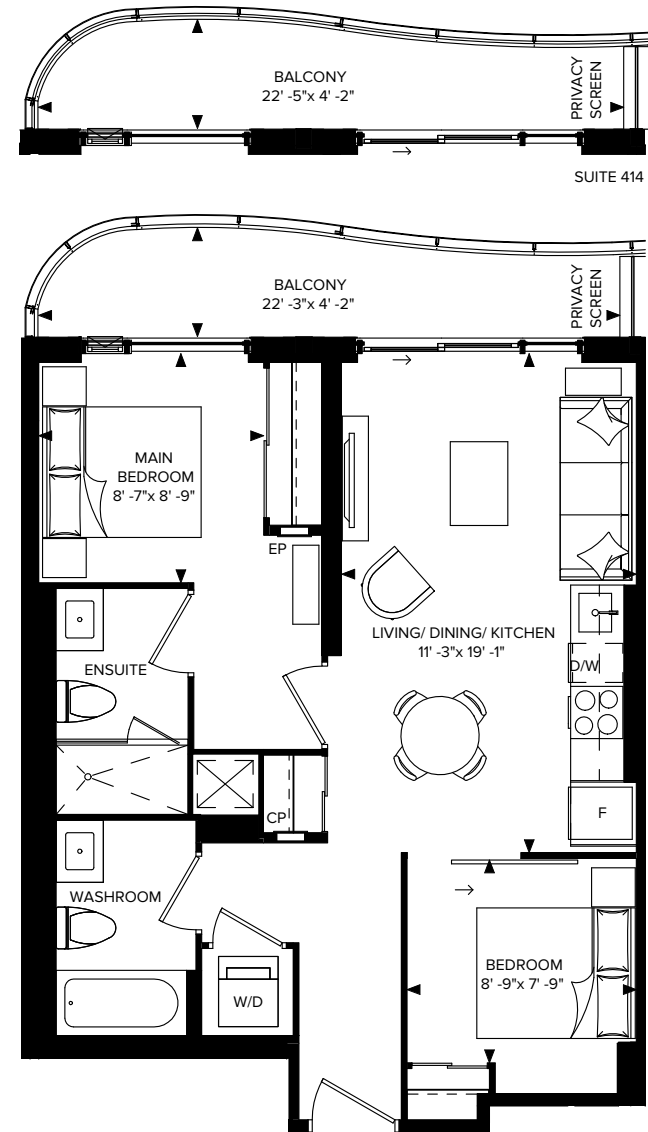 BALCONY
22' -5"x 4' -2"
PRIVACY
SCREEN
SUITE 414
BALCONY
22' -3"x 4' -2"
PRIVACY
SCREEN
MAIN
BEDROOM
8' -7"x 8' -9"
EP
LIVING/ DINING/ KITCHEN
11' -3"x 19' -1"
ENSUITE
D/W
CP
F
WASHROOM
BEDROOM
8' -9"x 7' -9"
W/D